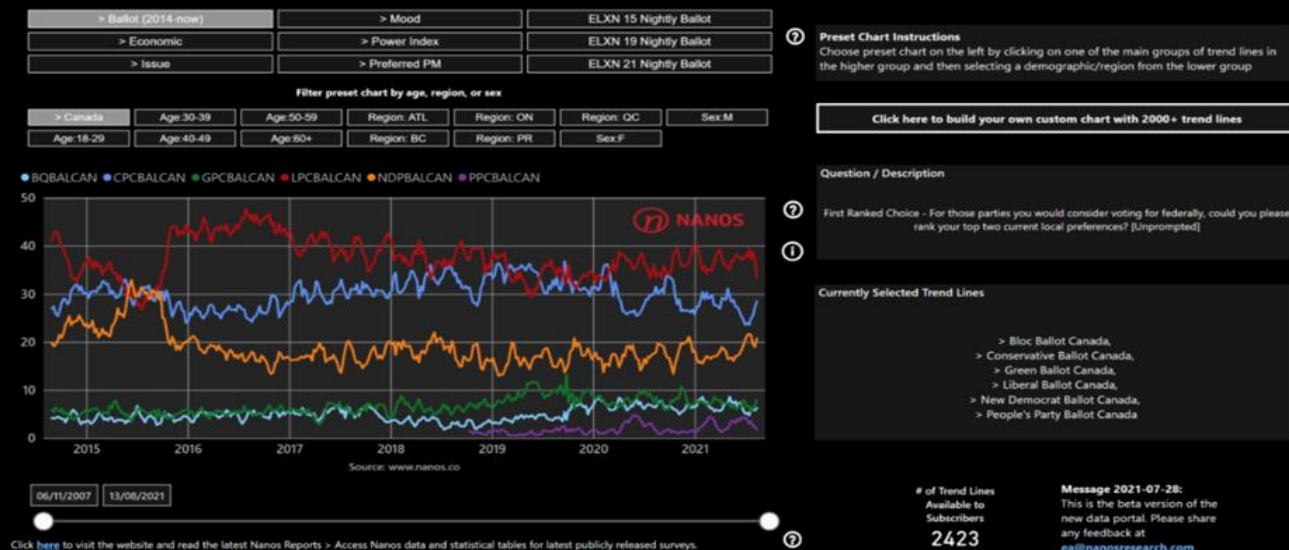 > Ballot (2014-now)
> Mood
ELXN 15 Nightly Ballot
> Economic
> Power Index
ELXN 19 Nightly Ballot
> Issue
> Preferred PM
ELXN 21 Nightly Ballot
Filter preset chart by age, region, or sex
> Canada
Age:30-39
Age:50-59
Region: ATL
Region: ON
Region: QC
Sex:M
Age:18-29
Age:40-49
Age:60+
Region: BC
Region: PR
Sex:F
BQBALCAN CPCBALCAN GPCBALCAN LPCBALCAN NDPBALCAN PPCBALCAN
50
40
30
20
10
0
n NANOS
2015 2016 2017 2018 2019 2020 2021
Source: www.nanos.co
06/11/2007 13/08/2021
Click here to visit the website and read the latest Nanos Reports > Access Nanos data and statistical tables for latest publicly released surveys.
?
Preset Chart Instructions
Choose preset chart on the left by clicking on one of the main groups of trend lines in
the higher group and then selecting a demographic/region from the lower group
Click here to build your own custom chart with 2000+ trend lines
Question / Description
?
i
First Ranked Choice - For those parties you would consider voting for federally, could you please
rank your top two current local preferences? [Unprompted]
Currently Selected Trend Lines
> Bloc Ballot Canada,
> Conservative Ballot Canada,
> Green Ballot Canada,
> Liberal Ballot Canada,
> New Democrat Ballot Canada,
> People's Party Ballot Canada
# of Trend Lines
Available to
Subscribers
2423
?
Message 2021-07-28:
This is the beta version of the
new data portal. Please share
any feedback at
ea@nanosresearch.com